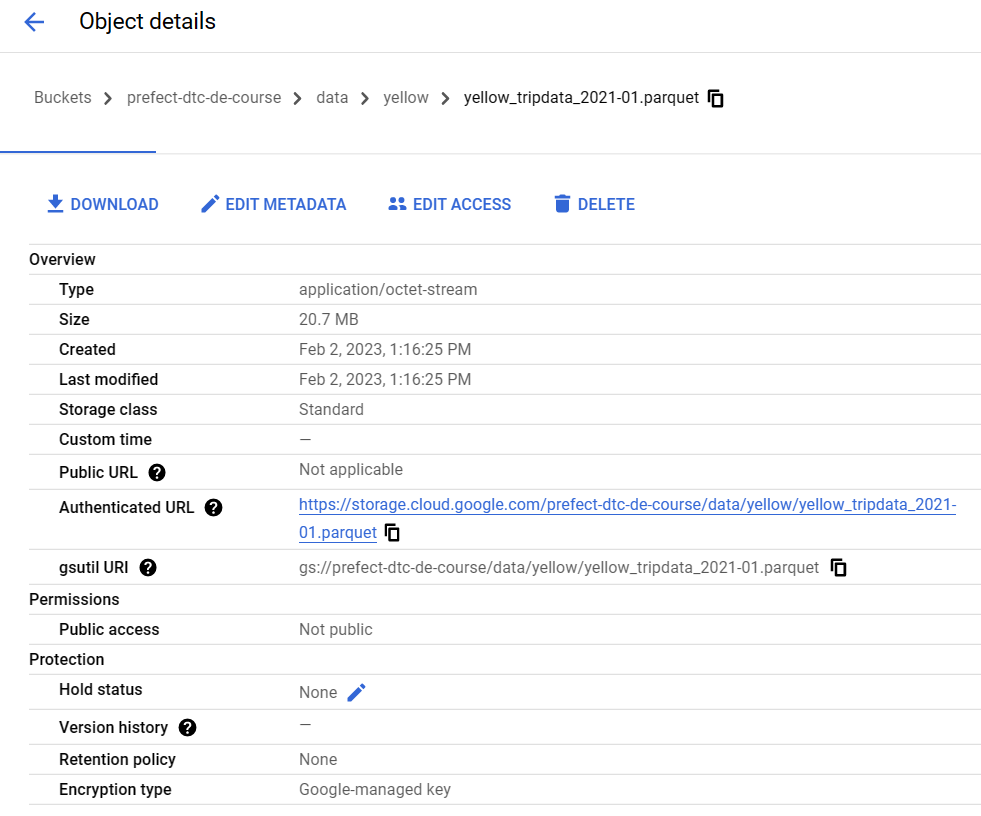 Object details
Buckets > prefect-dtc-de-course > data > yellow > yellow_tripdata_2021-01.parquet
DOWNLOAD EDIT METADATA EDIT ACCESS DELETE
Overview
Type application/octet-stream
Size 20.7 MB
Created Feb 2, 2023, 1:16:25 PM
Last modified Feb 2, 2023, 1:16:25 PM
Storage class Standard
Custom time —
Public URL ? Not applicable
Authenticated URL ? https://storage.cloud.google.com/prefect-dtc-de-course/data/yellow/yellow_tripdata_2021-
01.parquet
gsutil URI ? gs://prefect-dtc-de-course/data/yellow/yellow_tripdata_2021-01.parquet
Permissions
Public access Not public
Protection
Hold status None
Version history ? —
Retention policy None
Encryption type Google-managed key